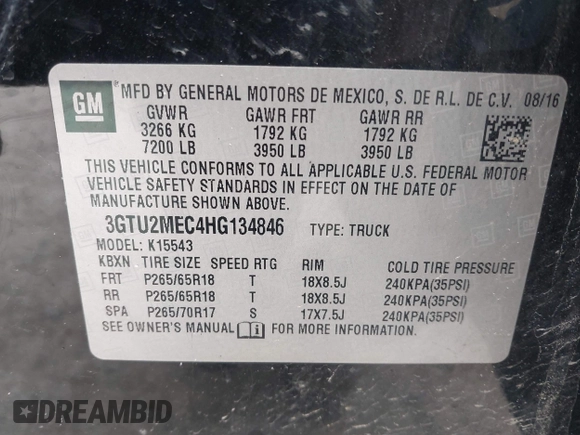 GM
MFD BY GENERAL MOTORS DE MEXICO, S. DE R.L. DE C.V. 08/16
GVWR GAWR FRT GAWR RR
3266 KG 1792 KG 1792 KG
7200 LB 3950 LB 3950 LB
THIS VEHICLE CONFORMS TO ALL APPLICABLE U.S. FEDERAL MOTOR
VEHICLE SAFETY STANDARDS IN EFFECT ON THE DATE OF
MANUFACTURE SHOWN ABOVE.
3GTU2MEC4HG134846 TYPE: TRUCK
MODEL: K15543
KBXN TIRE SIZE SPEED RTG RIM COLD TIRE PRESSURE
FRT P265/65R18 T 18X8.5J 240KPA(35PSI)
RR P265/65R18 T 18X8.5J 240KPA(35PSI)
SPA P265/70R17 S 17X7.5J 240KPA(35PSI)
SEE OWNER'S MANUAL FOR MORE INFORMATION.
DREAMBID